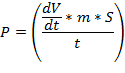 P = ( (dV/dt * m * S) / t )